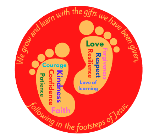 We grow and learn with the gifts we have been given,
Courage
Kindness
Confidence
Patience
Faith
Love
Respect
Resilience
Love of
learning
following in the footsteps of Jesus.